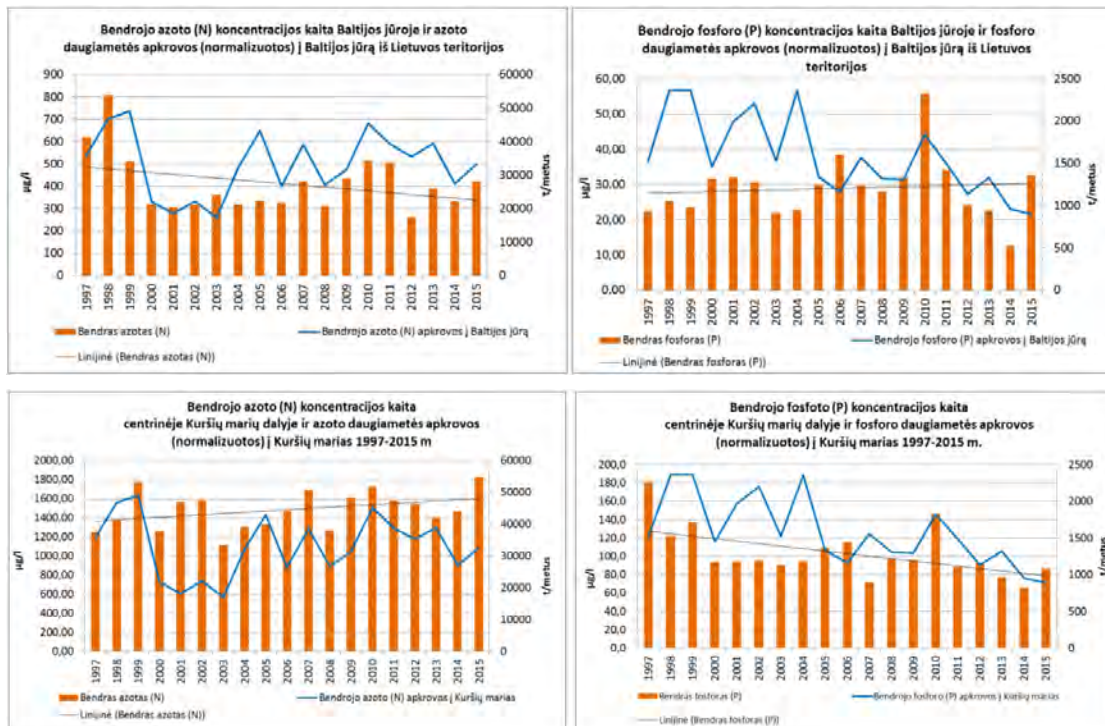 Bendrojo azoto (N) koncentracijos kaita Baltijos jūroje ir azoto
daugiametės apkrovos (normalizuotos) į Baltijos jūrą iš Lietuvos teritorijos
900
800
700
600
500
400
300
200
100
0
µg/l
60000
50000
40000
30000
20000
10000
0
t/metus
1997 1998 1999 2000 2001 2002 2003 2004 2005 2006 2007 2008 2009 2010 2011 2012 2013 2014 2015
Bendras azotas (N)
Bendrojo azoto (N) apkrovos į Baltijos jūrą
Linijinė (Bendras azotas (N))
Bendrojo fosforo (P) koncentracijos kaita Baltijos jūroje ir fosforo
daugiametės apkrovos (normalizuotos) į Baltijos jūrą iš Lietuvos
teritorijos
60,00
50,00
40,00
30,00
20,00
10,00
0,00
µg/l
2500
2000
1500
1000
500
0
t/metus
1997 1998 1999 2000 2001 2002 2003 2004 2005 2006 2007 2008 2009 2010 2011 2012 2013 2014 2015
Bendras fosforas (P)
Bendrojo fosforo (P) apkrovos į Baltijos jūrą
Linijinė (Bendras fosforas (P))
Bendrojo azoto (N) koncentracijos kaita
centrinėje Kuršių marių dalyje ir azoto daugiametės apkrovos
(normalizuotos) į Kuršių marias 1997-2015 m
2000,00
1800,00
1600,00
1400,00
1200,00
1000,00
800,00
600,00
400,00
200,00
0,00
µg/l
60000
50000
40000
30000
20000
10000
0
t/metus
1997 1998 1999 2000 2001 2002 2003 2004 2005 2006 2007 2008 2009 2010 2011 2012 2013 2014 2015
Bendras azotas (N)
Bendrojo azoto (N) apkrovos į Kuršių marias
Linijinė (Bendras azotas (N))
Bendrojo fosfoto (P) koncentracijos kaita
centrinėje Kuršių marių dalyje ir fosforo daugiametės apkrovos
(normalizuotos) į Kuršių marias 1997-2015 m.
200,0
180,0
160,0
140,0
120,0
100,0
80,0
60,0
40,0
20,0
0,0
µg/l
2500
2000
1500
1000
500
0
t/metus
1997 1998 1999 2000 2001 2002 2003 2004 2005 2006 2007 2008 2009 2010 2011 2012 2013 2014 2015
Bendras fosforas (P)
Bendrojo fosforo (P) apkrovos į Kuršių marias
Linijinė (Bendras fosforas (P))